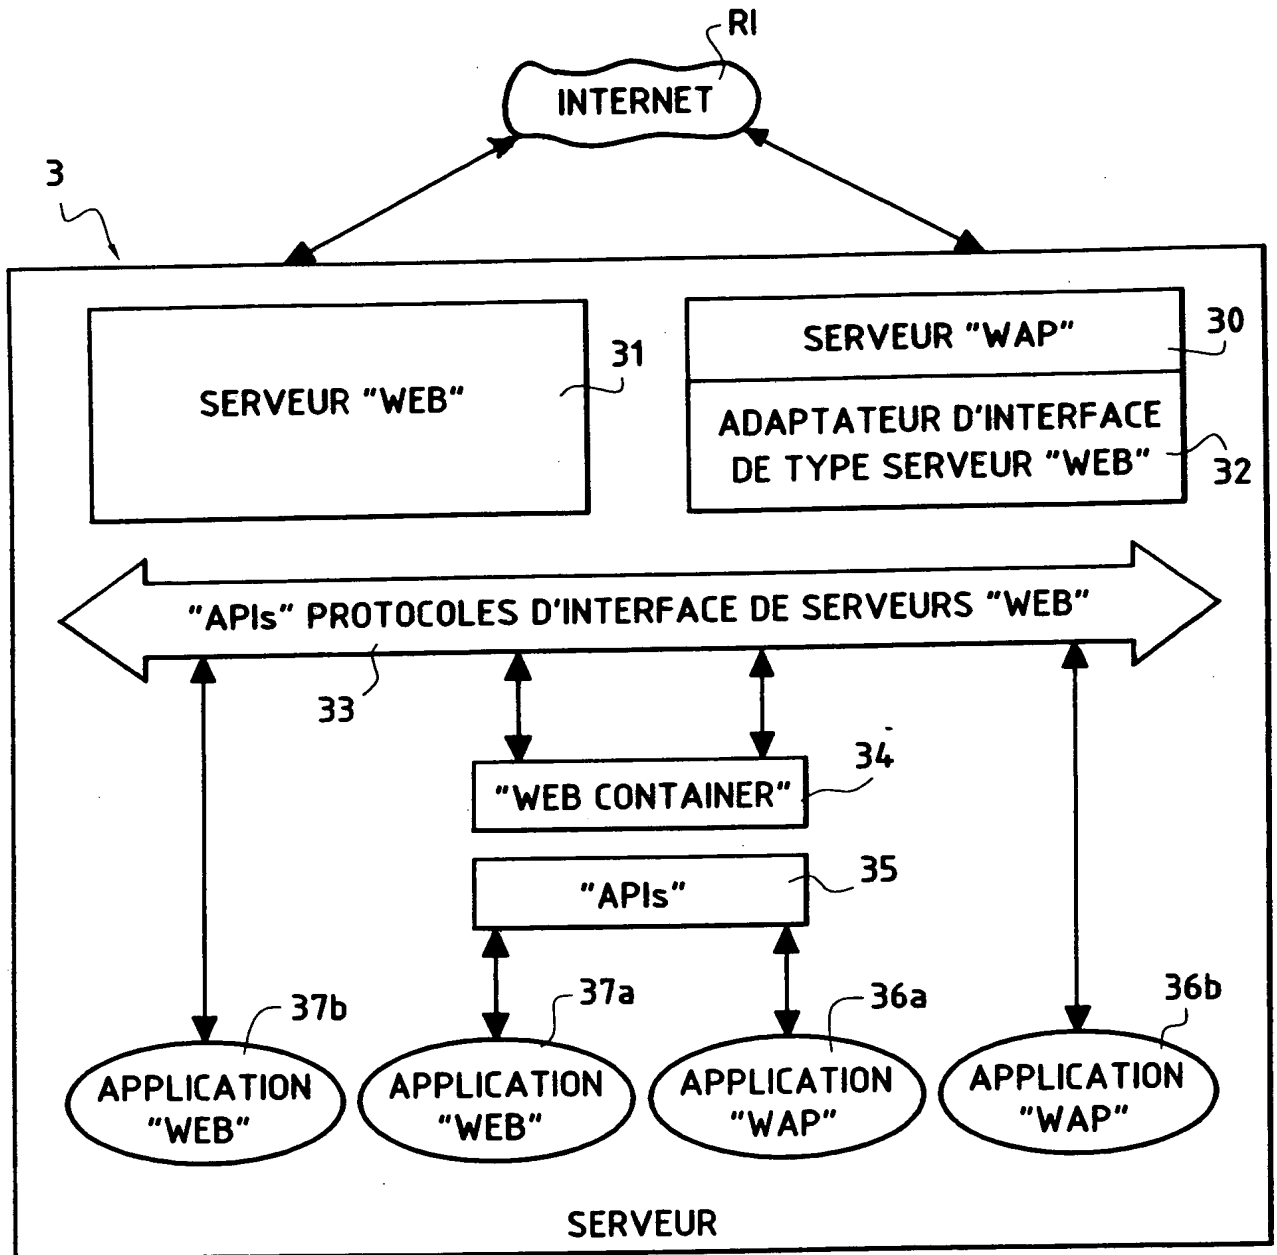 RI
INTERNET
3
SERVEUR "WEB"
31
SERVEUR "WAP"
30
ADAPTATEUR D'INTERFACE
DE TYPE SERVEUR "WEB"
32
"APIs" PROTOCOLES D'INTERFACE DE SERVEURS "WEB"
33
34
"WEB CONTAINER"
35
"APIs"
37b
37a
36a
36b
APPLICATION
"WEB"
APPLICATION
"WEB"
APPLICATION
"WAP"
APPLICATION
"WAP"
SERVEUR